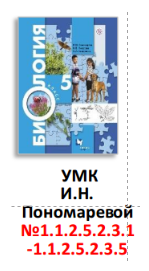 БИОЛОГИЯ
5
УМК
И.Н.
Пономаревой
№1.1.2.5.2.3.1
-1.1.2.5.2.3.5